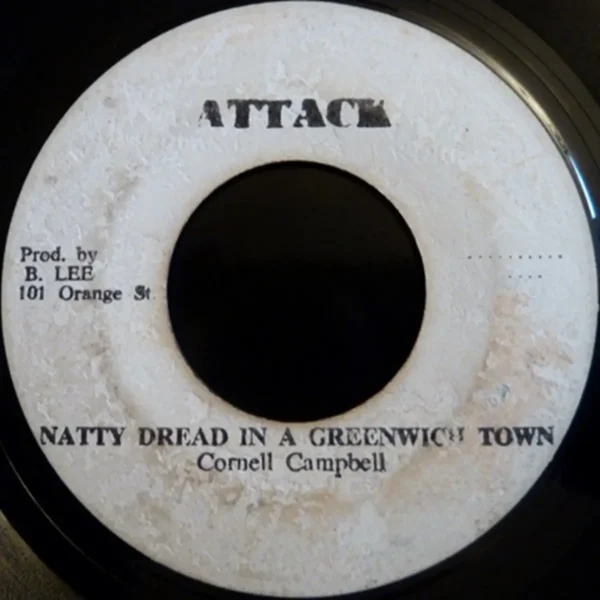 ATTACK
Prod. by
B. LEE
101 Orange St.
NATTY DREAD IN A GREENWICH TOWN
Cornell Campbell